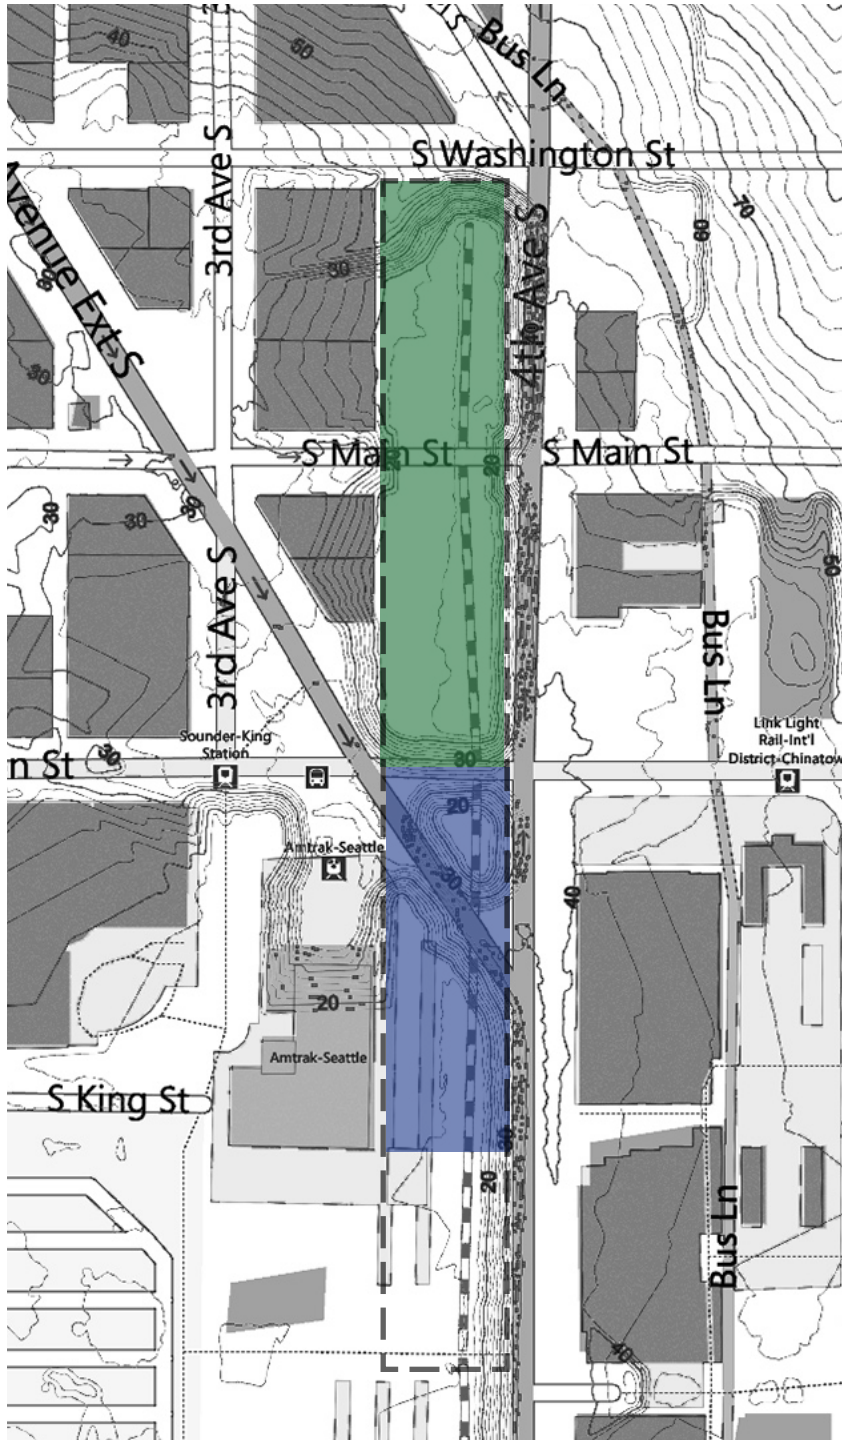 40
50
Bus Ln
S Washington St
3rd Ave S
60
70
30
4th Ave S
Avenue Ext S
30
S Main St
S Main St
20
30
30
30
3rd Ave S
50
Bus Ln
Sounder-King
Station
Link Light
Rail-Int'l
District-Chinatow
30
30
n St
20
Amtrak-Seattle
30
40
20
Amtrak-Seattle
S King St
20
Bus Ln
40